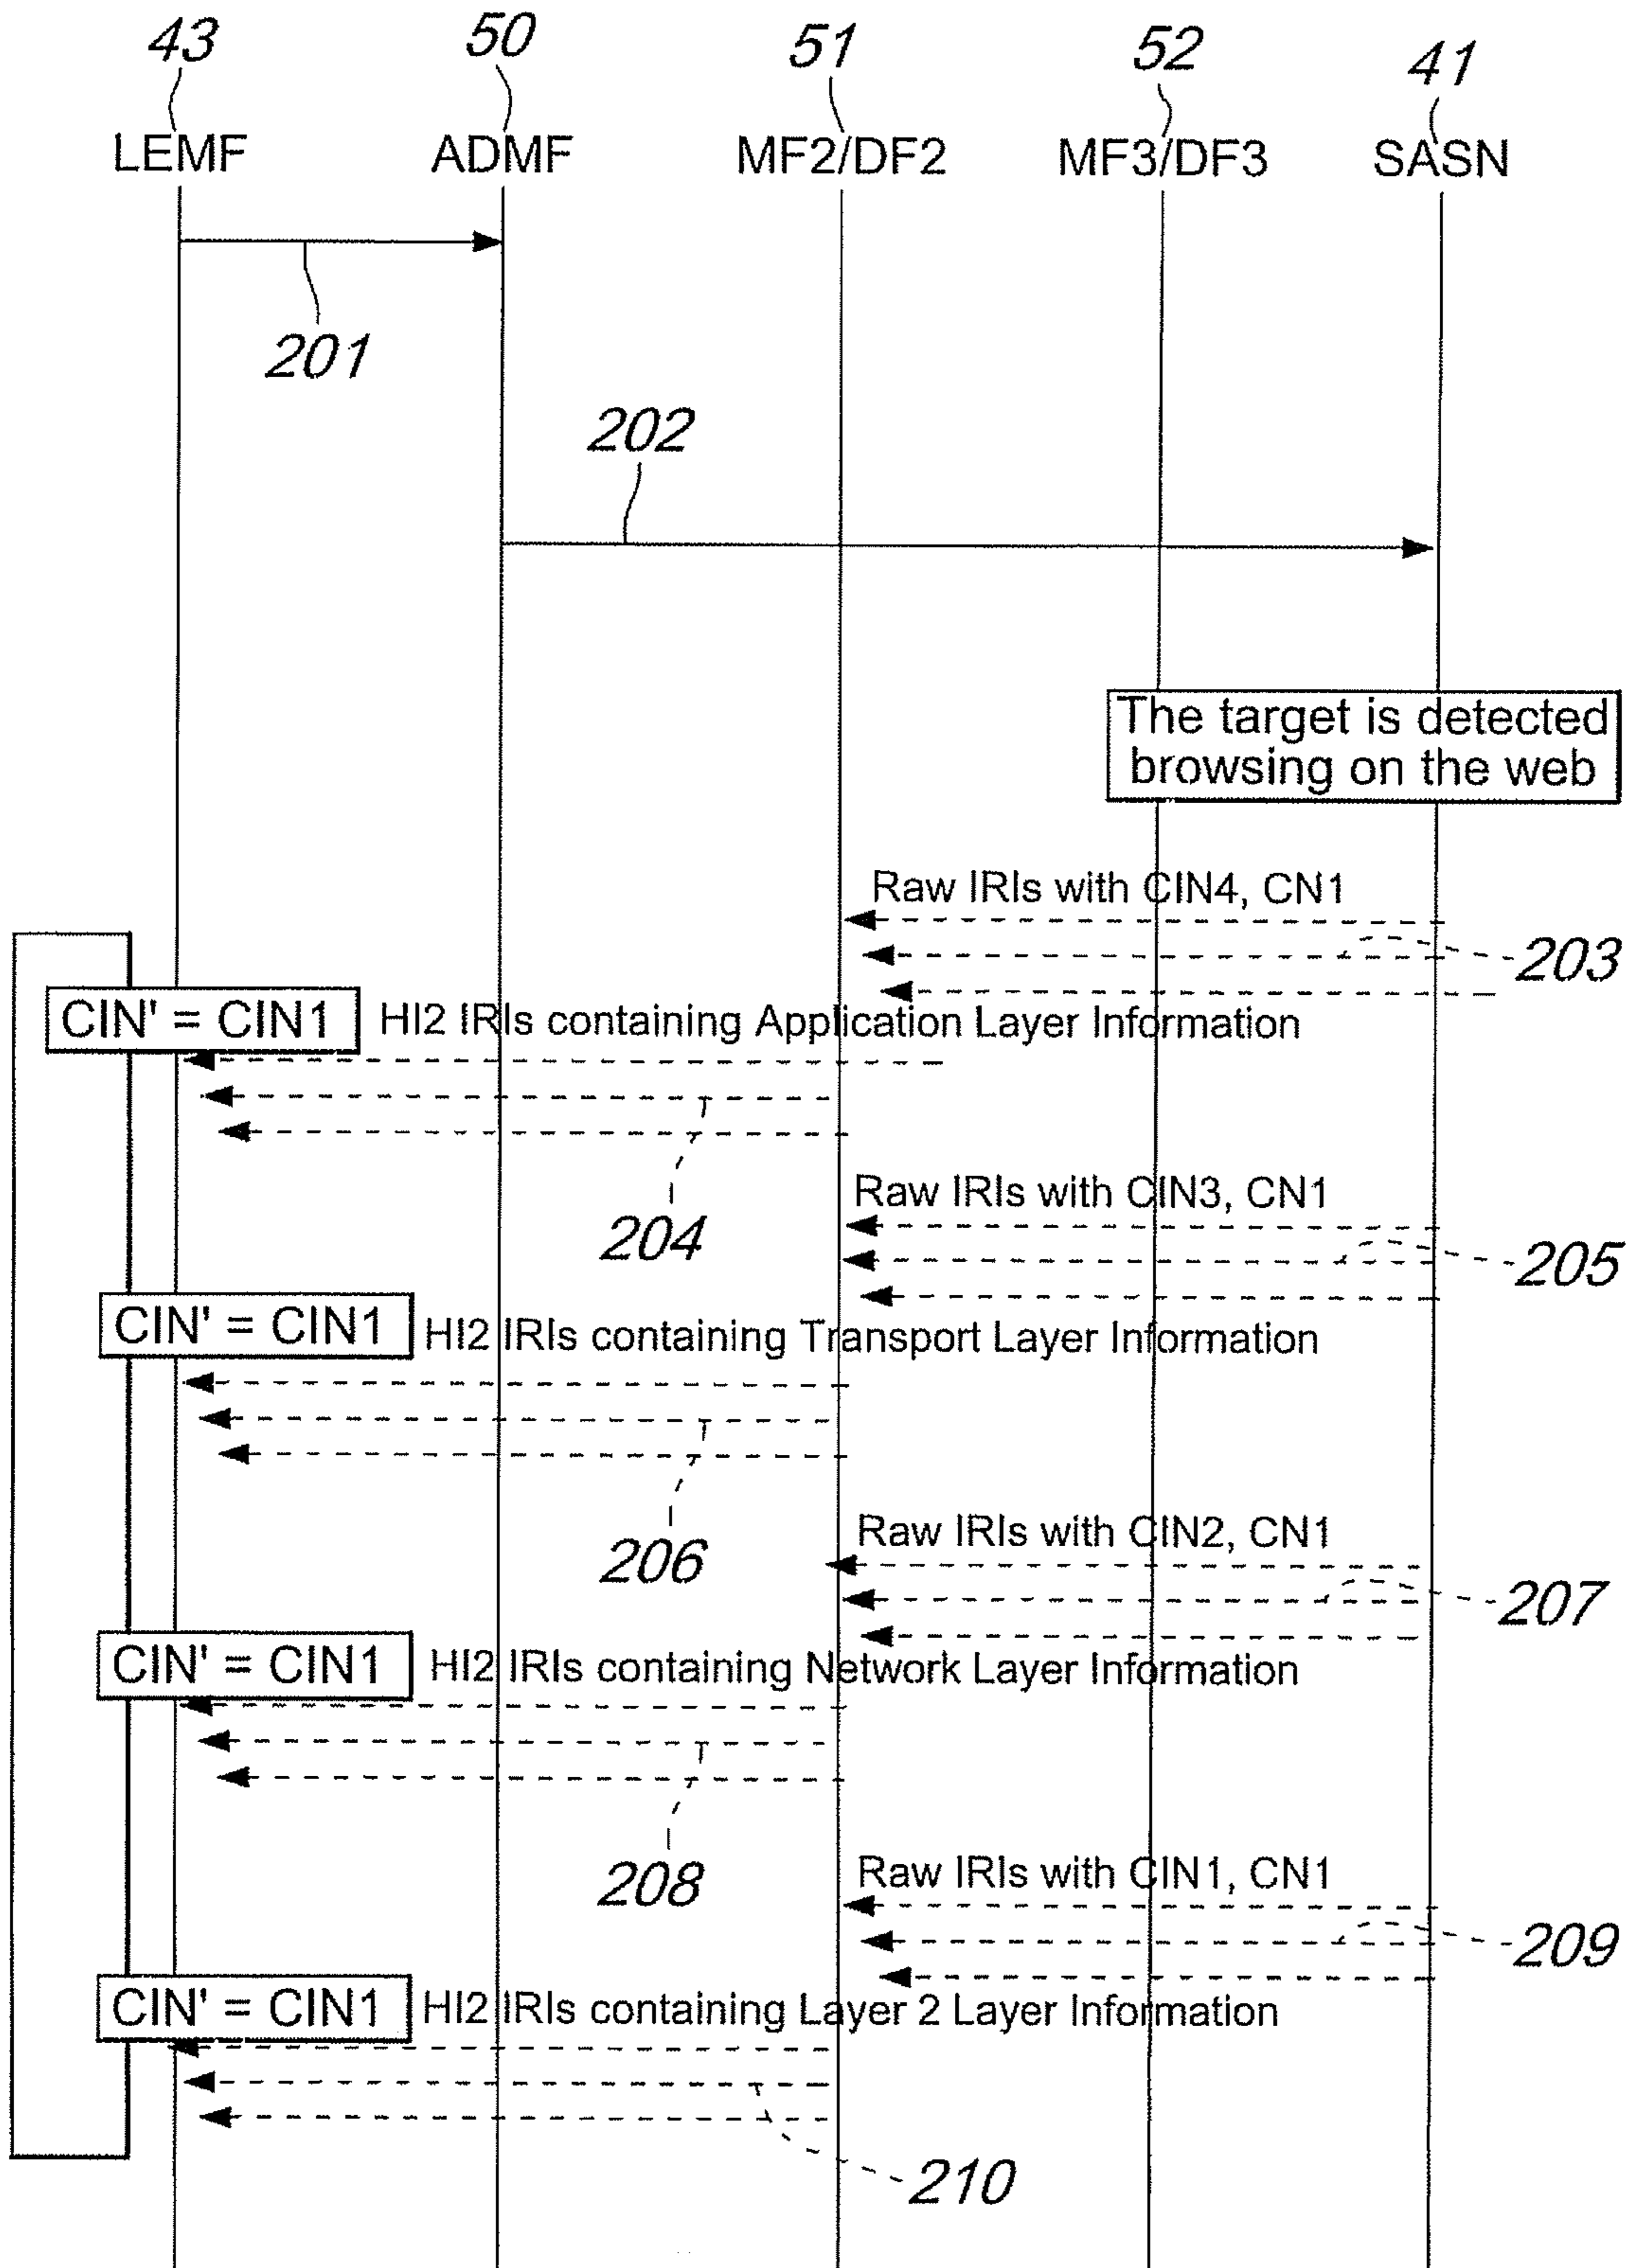 43
50
51
52
41
LEMF
ADMF
MF2/DF2
MF3/DF3
SASN
201
202
The target is detected
browsing on the web
Raw IRIs with CIN4, CN1
203
CIN' = CIN1
HI2 IRIs containing Application Layer Information
204
Raw IRIs with CIN3, CN1
205
CIN' = CIN1
HI2 IRIs containing Transport Layer Information
206
Raw IRIs with CIN2, CN1
207
CIN' = CIN1
HI2 IRIs containing Network Layer Information
208
Raw IRIs with CIN1, CN1
209
CIN' = CIN1
HI2 IRIs containing Layer 2 Layer Information
210